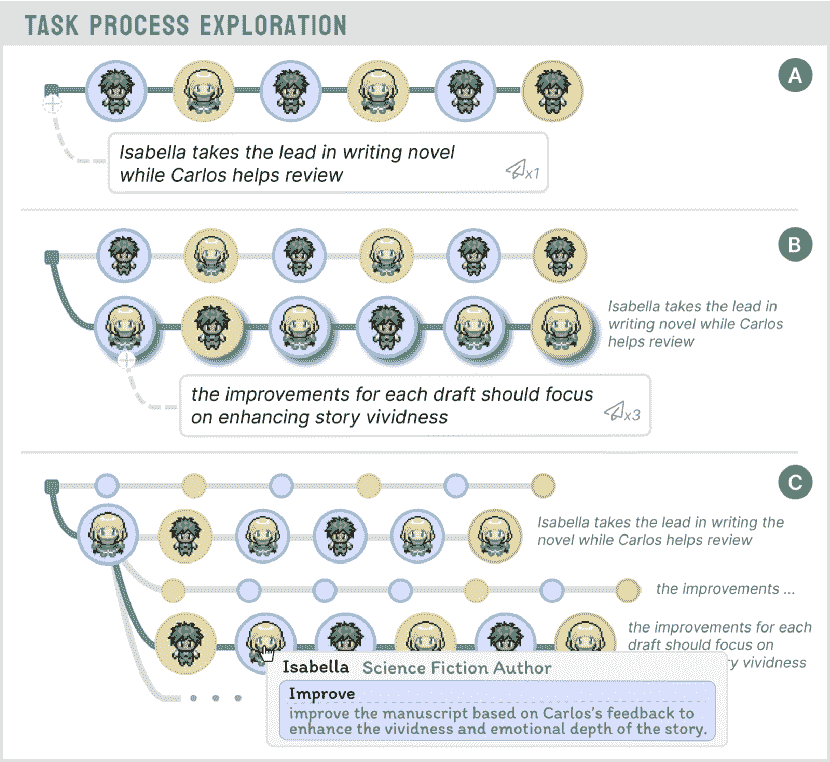 TASK PROCESS EXPLORATION
A
Isabella takes the lead in writing novel
while Carlos helps review
x1
B
Isabella takes the lead in
writing novel while Carlos
helps review
the improvements for each draft should focus
on enhancing story vividness
x3
C
Isabella takes the lead in writing the
novel while Carlos helps review
the improvements ...
the improvements for each
draft should focus on
ry vividness
Isabella Science Fiction Author
Improve
improve the manuscript based on Carlos's feedback to
enhance the vividness and emotional depth of the story.